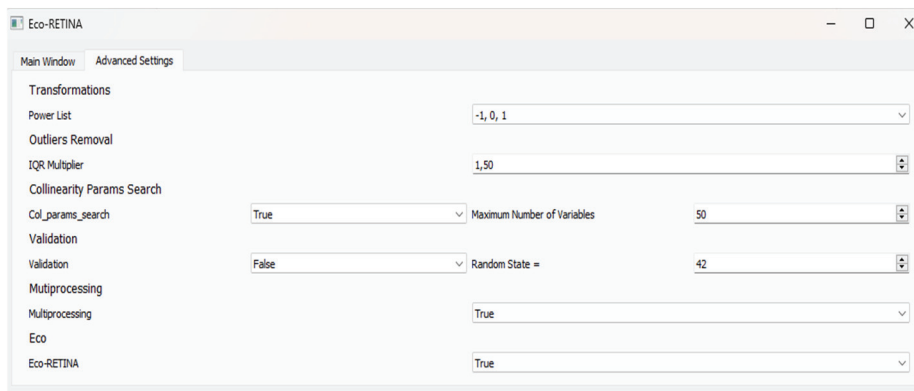 Eco-RETINA
Main Window Advanced Settings
Transformations
Power List -1, 0, 1
Outliers Removal
IQR Multiplier 1,50
Collinearity Params Search
Col_params_search True Maximum Number of Variables 50
Validation
Validation False Random State = 42
Mutiprocessing
Multiprocessing True
Eco
Eco-RETINA True